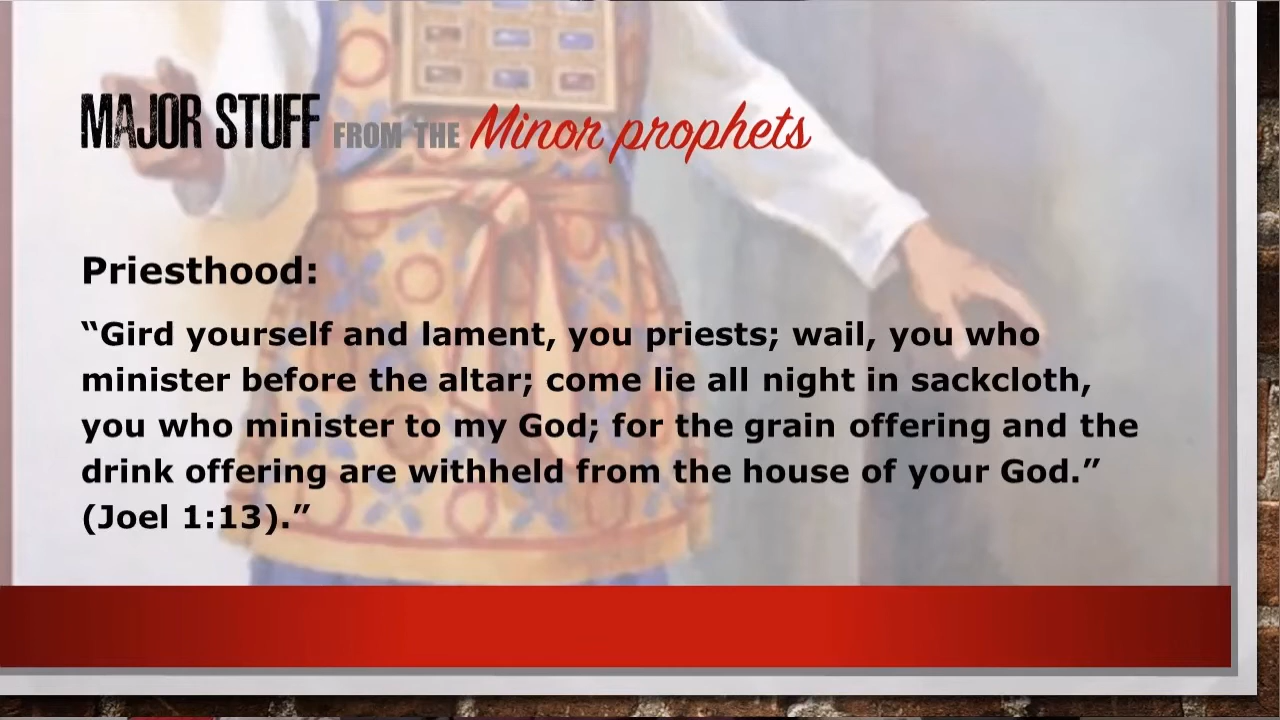 MAJOR STUFF FROM THE Minor prophets
Priesthood:
“Gird yourself and lament, you priests; wail, you who
minister before the altar; come lie all night in sackcloth,
you who minister to my God; for the grain offering and the
drink offering are withheld from the house of your God.”
(Joel 1:13).”